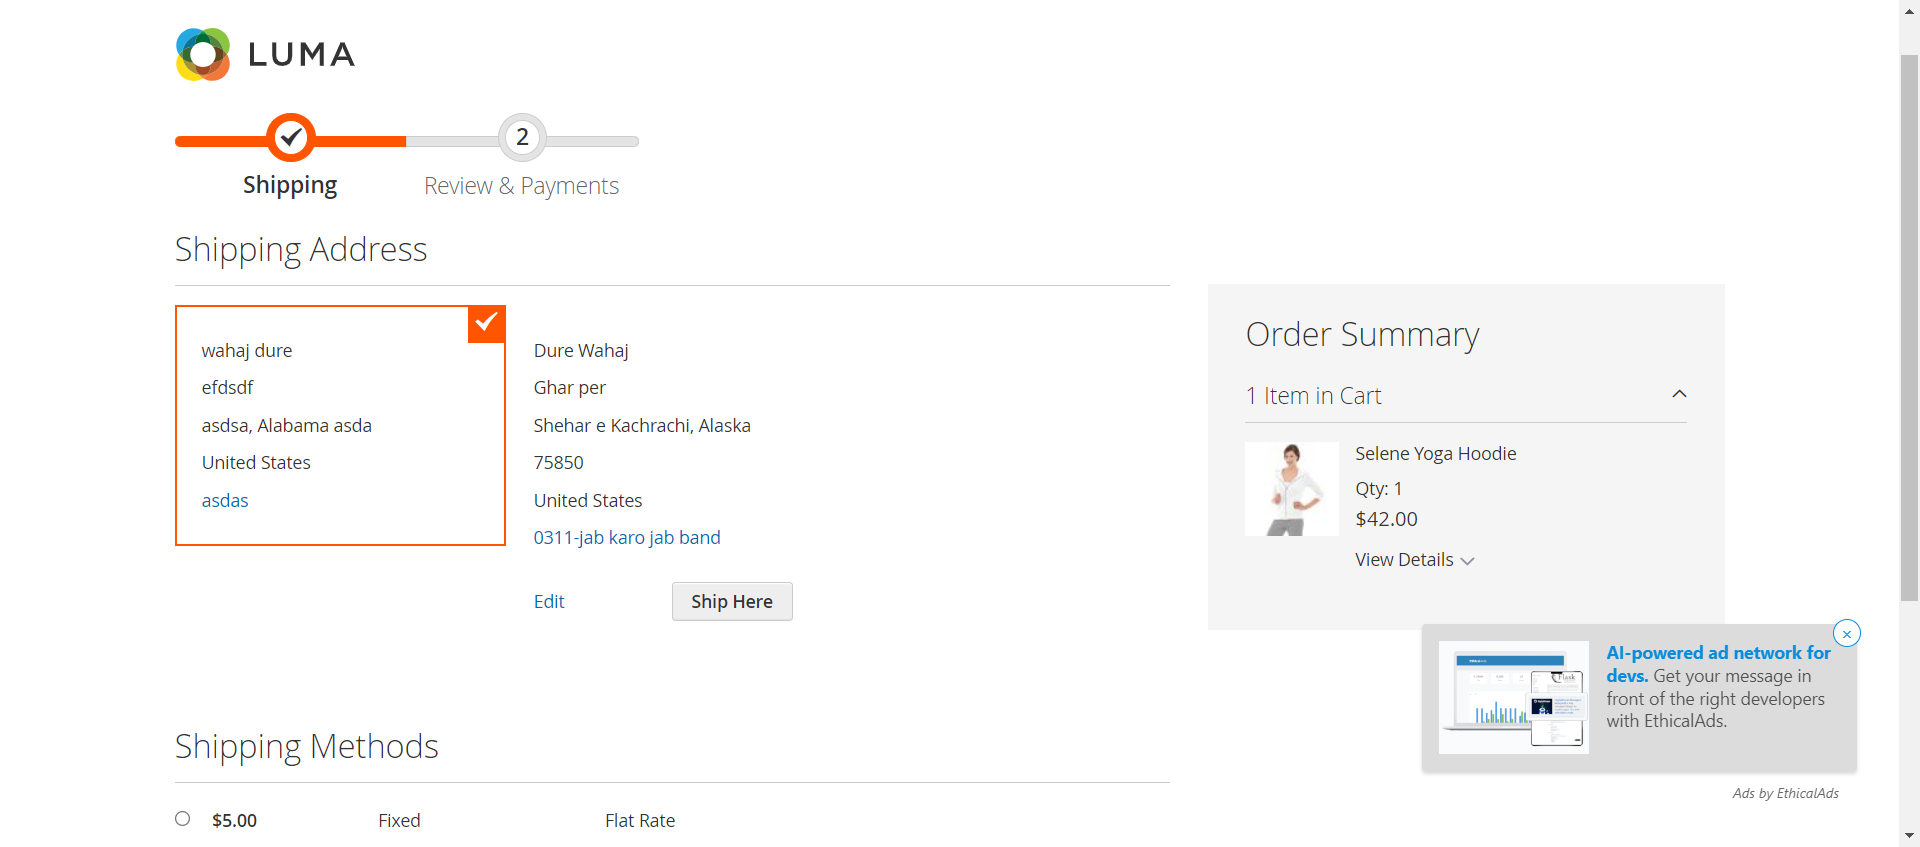 LUMA
2
Shipping
Review & Payments
Shipping Address
wahaj dure
efdsdf
asdsa, Alabama asda
United States
asdas
Dure Wahaj
Ghar per
Shehar e Kachrachi, Alaska
75850
United States
0311-jab karo jab band
Edit
Ship Here
Order Summary
1 Item in Cart
Selene Yoga Hoodie
Qty: 1
$42.00
View Details
AI-powered ad network for
devs. Get your message in
front of the right developers
with EthicalAds.
Ads by EthicalAds
Shipping Methods
$5.00 Fixed Flat Rate